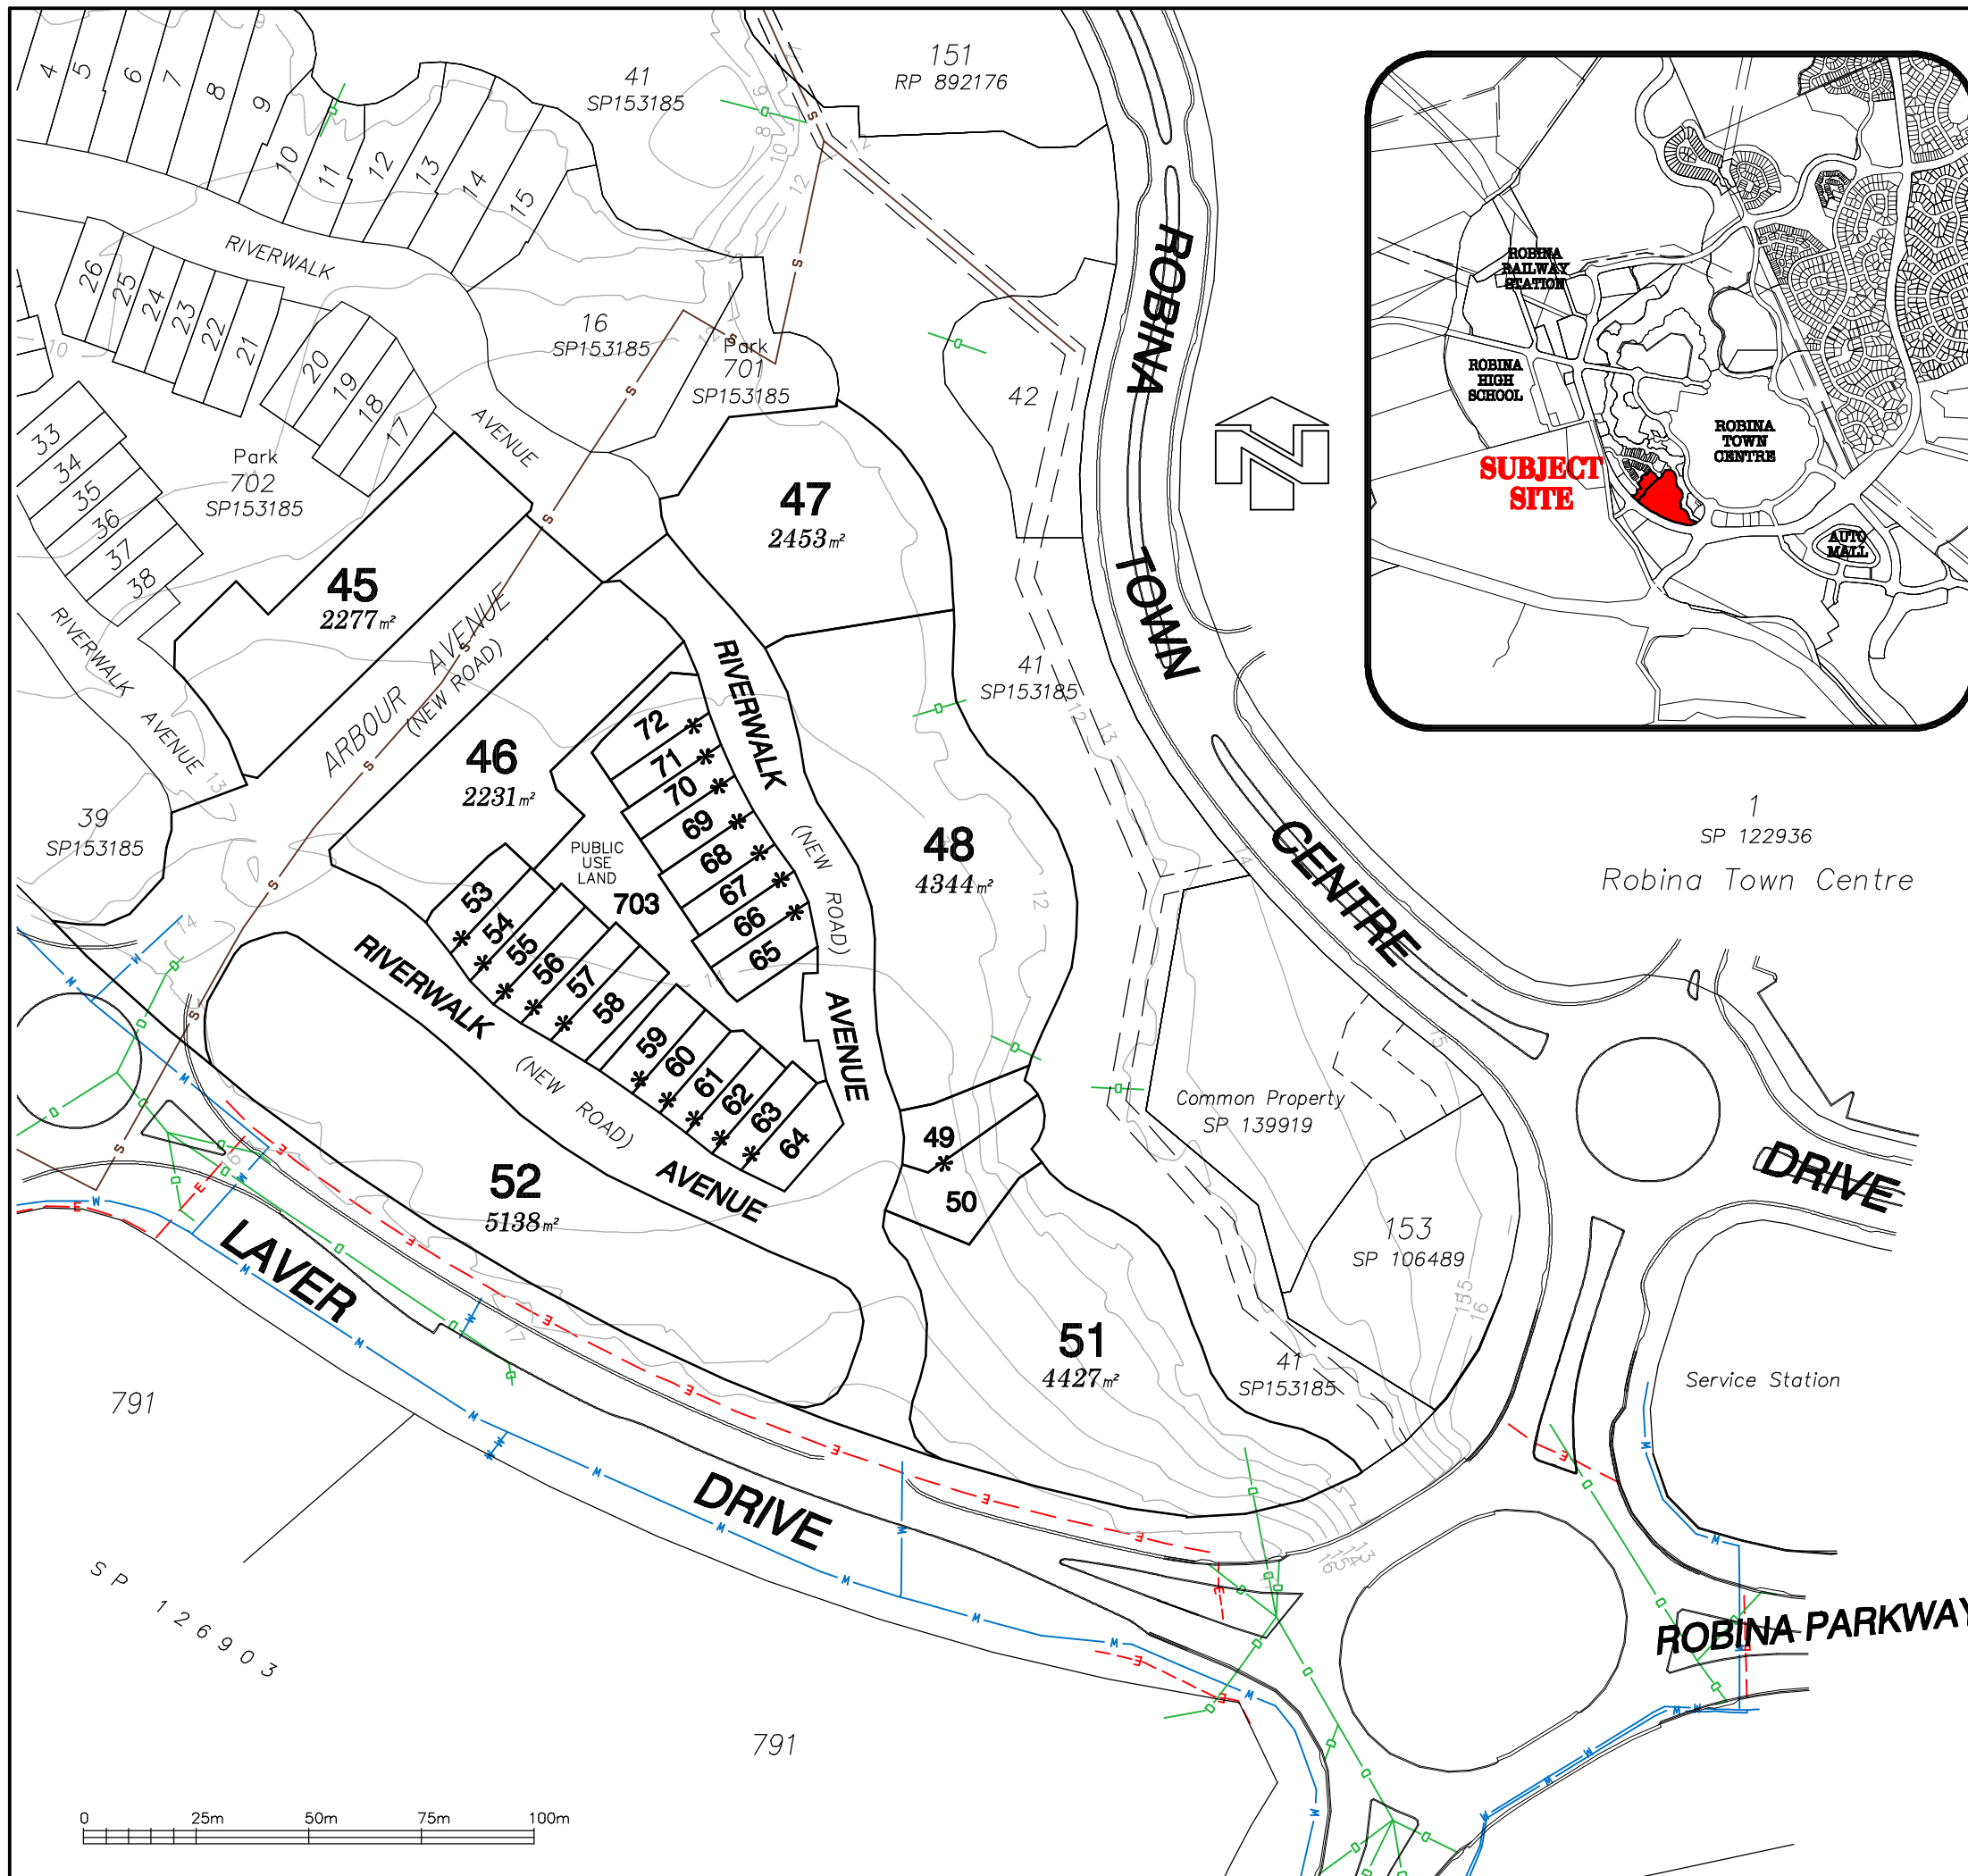 4
5
6
7
8
9
10
11
12
13
14
15
41
SP153185
151
RP 892176
RIVERWALK
AVENUE
26
25
24
23
22
21
20
19
18
17
16
SP153185
Park
701
SP153185
42
33
34
35
36
37
38
Park
702
SP153185
RIVERWALK
AVENUE
39
SP153185
45
2277m²
ARBOUR AVENUE
(NEW ROAD)
46
2231m²
47
2453m²
48
4344m²
41
SP153185
RIVERWALK
(NEW ROAD)
AVENUE
72
71
70
69
68
67
66
65
PUBLIC
USE
LAND
703
53
54
55
56
57
58
59
60
61
62
63
64
RIVERWALK
(NEW ROAD)
AVENUE
49
50
51
4427m²
52
5138m²
41
SP153185
Common Property
SP 139919
153
SP 106489
ROBINA
TOWN
CENTRE
DRIVE
1
SP 122936
Robina Town Centre
Service Station
LAVER
DRIVE
ROBINA PARKWAY
791
SP 126903
791
0 25m 50m 75m 100m
N
ROBINA
RAILWAY
STATION
ROBINA
HIGH
SCHOOL
ROBINA
TOWN
CENTRE
SUBJECT
SITE
AUTO
MALL